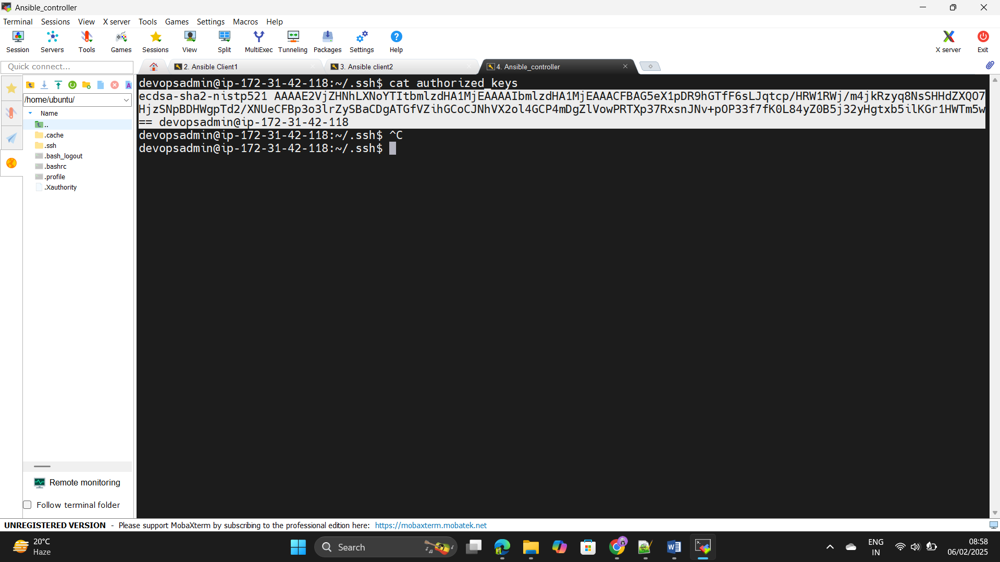 Ansible_controller
Terminal Sessions View X server Tools Games Settings Macros Help
Session Servers Tools Games Sessions View Split MultiExec Tunneling Packages Settings Help X server Exit
Quick connect...
2. Ansible Client1
3. Ansible client2
4. Ansible_controller
/home/ubuntu/
Name
..
.cache
.ssh
.bash_logout
.bashrc
.profile
.Xauthority
Remote monitoring
Follow terminal folder
devopsadmin@ip-172-31-42-118:~/.ssh$ cat authorized_keys
ecdsa-sha2-nistp521 AAAAE2VjZHNhLXNoYTItbmlzdHA1MjEAAAAIbmlzdHA1MjEAAACFBAG5eX1pDR9hGTfF6sLJqtcp/HRW1RWj/m4jkRzyq8NsSHHdZXQO7
HjzSNpBDHWgpTd2/XNUeCFBp3o3lrZySBaCDgATGfVZihGCoCJNhVX2ol4GCP4mDgZlVowPRTXp37RxsnJNv+pOP33f7fK0L84yZ0B5j32yHgtxb5ilKGr1HWTm5w
== devopsadmin@ip-172-31-42-118
devopsadmin@ip-172-31-42-118:~/.ssh$ ^C
devopsadmin@ip-172-31-42-118:~/.ssh$
UNREGISTERED VERSION - Please support MobaXterm by subscribing to the professional edition here: https://mobaxterm.mobatek.net
20°C
Haze
Search
ENG
IN
08:58
06/02/2025